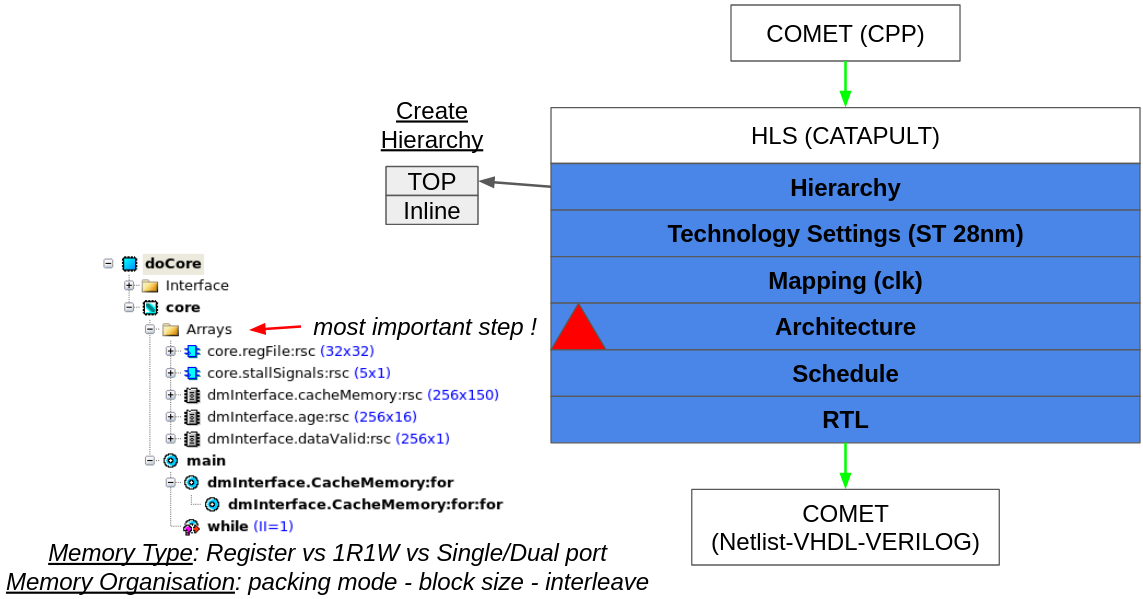 COMET (CPP)
HLS (CATAPULT)
Hierarchy
Technology Settings (ST 28nm)
Mapping (clk)
Architecture
Schedule
RTL
COMET
(Netlist-VHDL-VERILOG)
Create
Hierarchy
TOP
Inline
doCore
Interface
core
Arrays
most important step !
core.regFile:rsc (32x32)
core.stallSignals:rsc (5x1)
dmInterface.cacheMemory:rsc (256x150)
dmInterface.age:rsc (256x16)
dmInterface.dataValid:rsc (256x1)
main
dmInterface.CacheMemory:for
dmInterface.CacheMemory:for:for
while (II=1)
Memory Type: Register vs 1R1W vs Single/Dual port
Memory Organisation: packing mode - block size - interleave